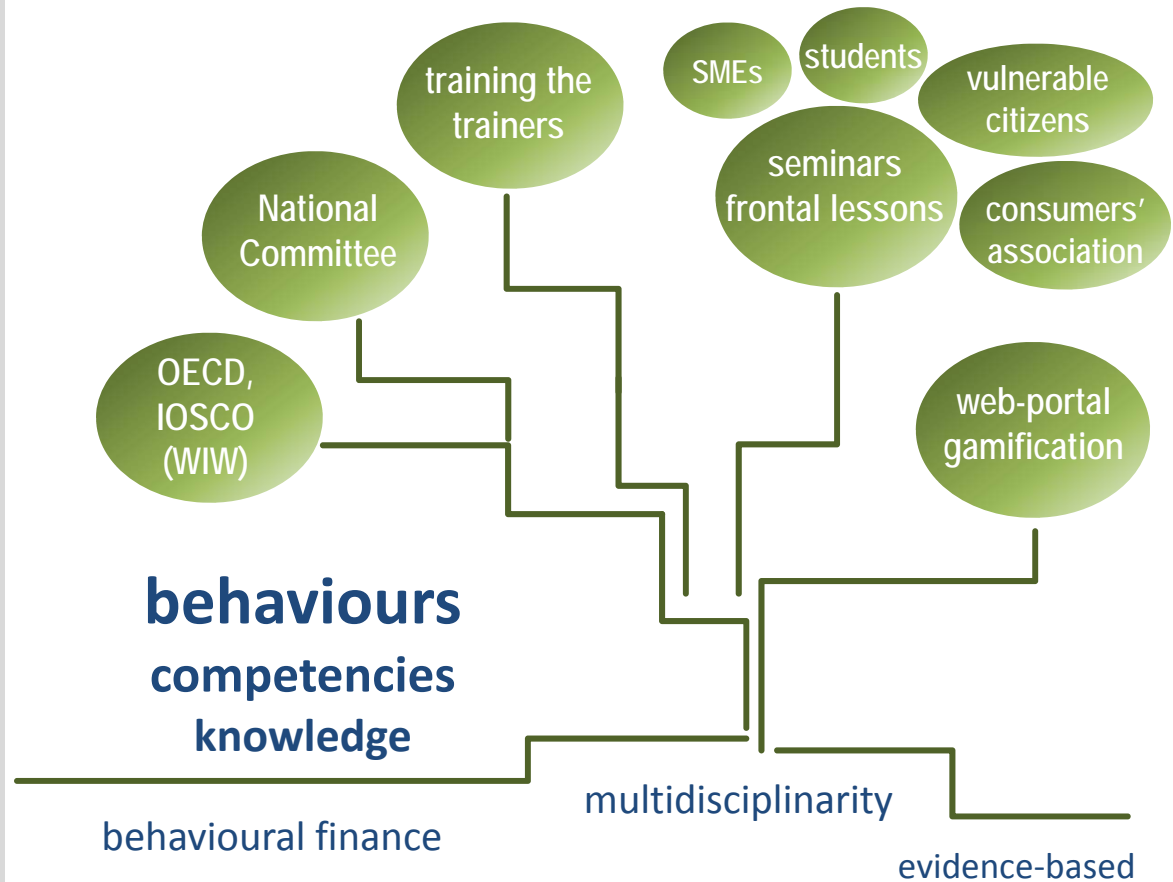 training the
trainers
SMEs
students
vulnerable
citizens
seminars
frontal lessons
consumers’
association
National
Committee
OECD,
IOSCO
(WIW)
web-portal
gamification
behaviours
competencies
knowledge
behavioural finance
multidisciplinarity
evidence-based